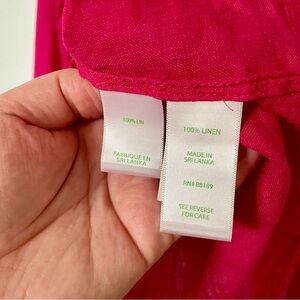 100% LIN
FABRIQUÉ EN
SRI LANKA
100% LINEN
MADE IN
SRI LANKA
RN# 88189
SEE REVERSE
FOR CARE